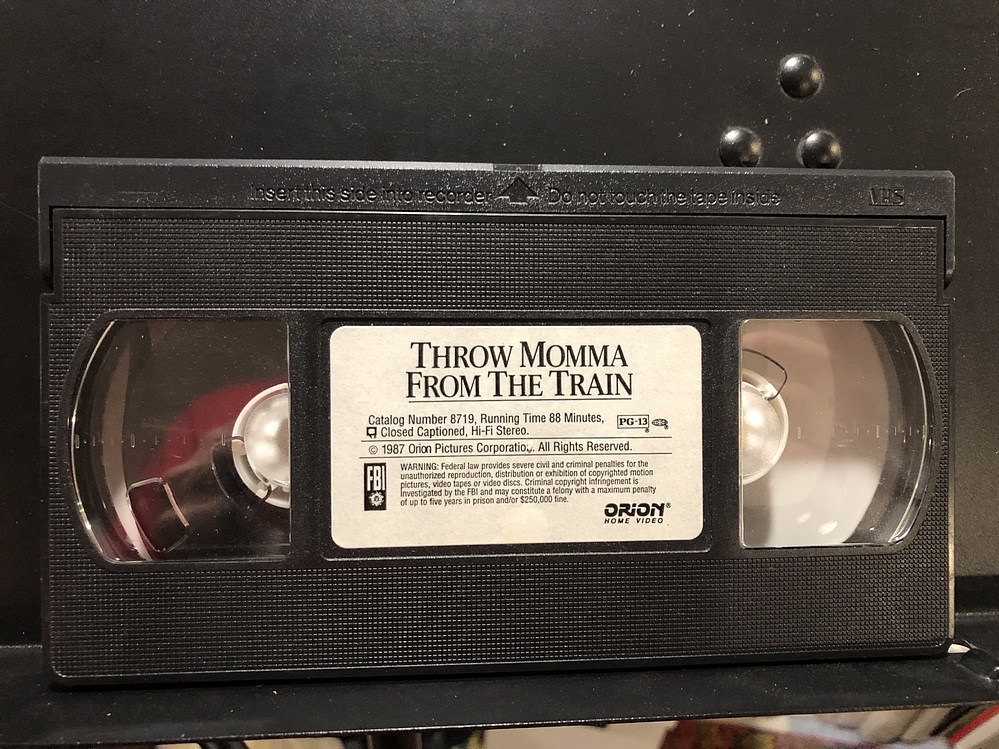 Insert this side into recorder Do not touch the tape inside VHS
THROW MOMMA
FROM THE TRAIN
Catalog Number 8719, Running Time 88 Minutes,
Closed Captioned, Hi-Fi Stereo.
PG-13 ®
© 1987 Orion Pictures Corporation. All Rights Reserved.
FBI
WARNING: Federal law provides severe civil and criminal penalties for the
unauthorized reproduction, distribution or exhibition of copyrighted motion
pictures, video tapes or video discs. Criminal copyright infringement is
investigated by the FBI and may constitute a felony with a maximum penalty
of up to five years in prison and/or $250,000 fine.
ORION®
HOME VIDEO